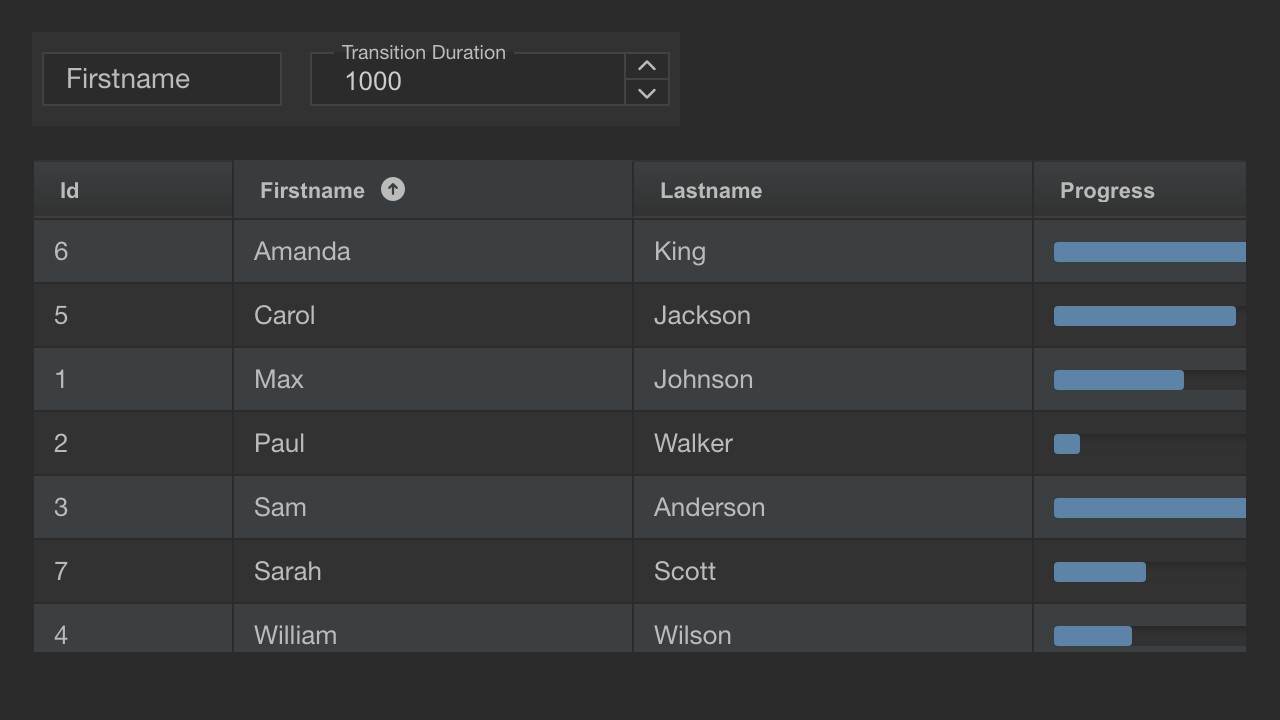 Firstname
Transition Duration
1000
Id Firstname Lastname Progress
6 Amanda King
5 Carol Jackson
1 Max Johnson
2 Paul Walker
3 Sam Anderson
7 Sarah Scott
4 William Wilson